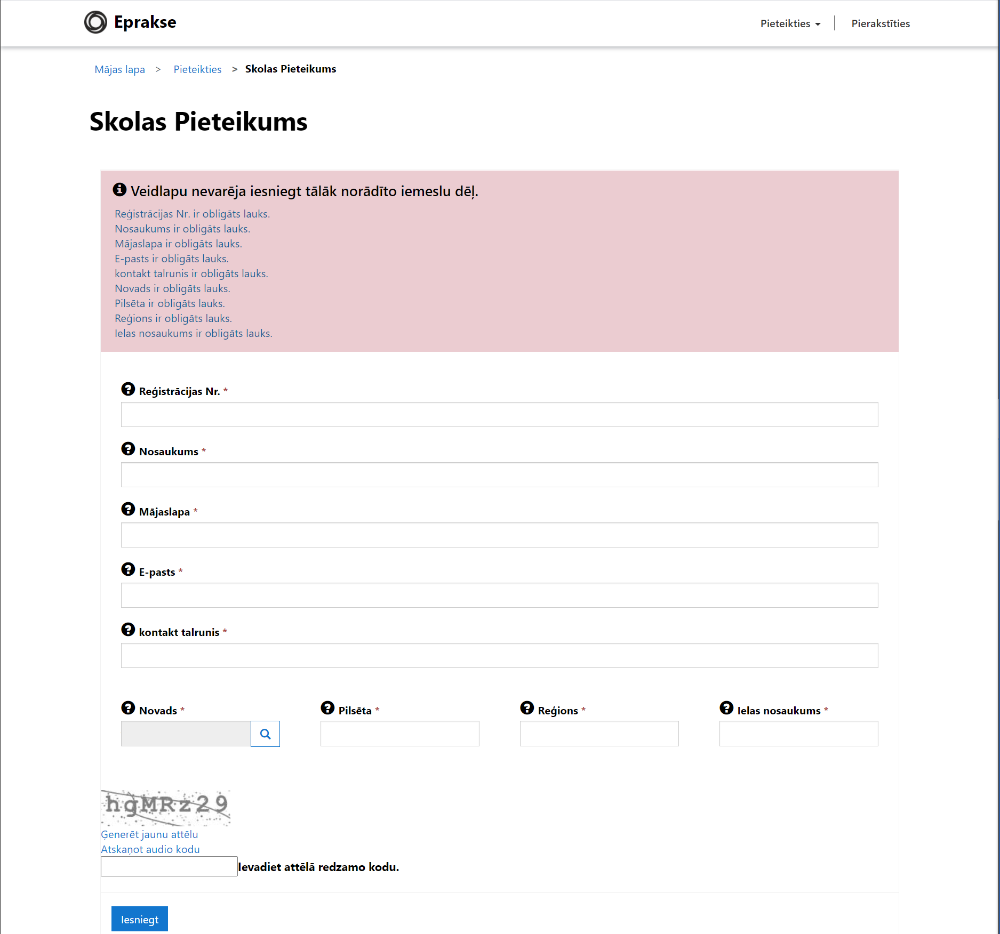 Eprakse
Pieteikties
Pierakstīties
Mājas lapa > Pieteikties > Skolas Pieteikums
Skolas Pieteikums
Veidlapu nevarēja iesniegt tālāk norādīto iemeslu dēļ.
Reģistrācijas Nr. ir obligāts lauks.
Nosaukums ir obligāts lauks.
Mājaslapa ir obligāts lauks.
E-pasts ir obligāts lauks.
kontakt talrunis ir obligāts lauks.
Novads ir obligāts lauks.
Pilsēta ir obligāts lauks.
Reģions ir obligāts lauks.
Ielas nosaukums ir obligāts lauks.
Reģistrācijas Nr. *
Nosaukums *
Mājaslapa *
E-pasts *
kontakt talrunis *
Novads *
Pilsēta *
Reģions *
Ielas nosaukums *
hgMRz29
Ģenerēt jaunu attēlu
Atskaņot audio kodu
Ievadiet attēlā redzamo kodu.
Iesniegt